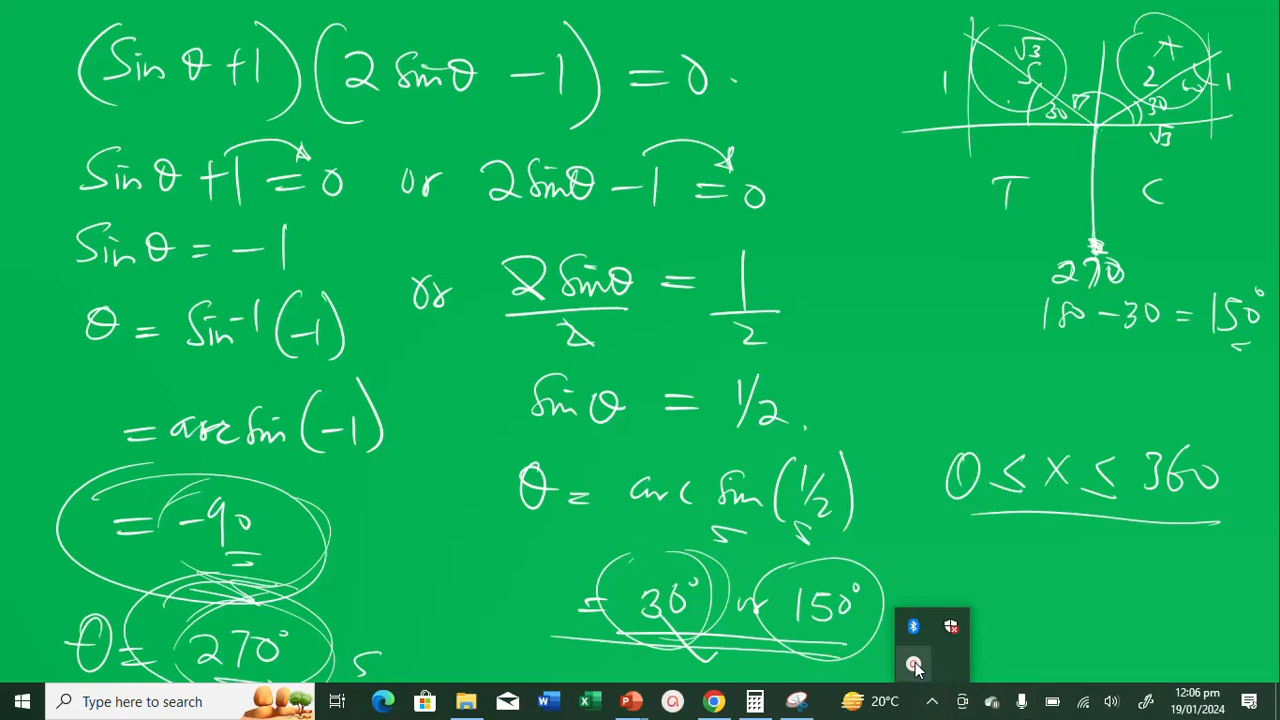 (Sin θ + 1)(2 sin θ - 1) = 0.
Sin θ + 1 = 0 or 2 Sin θ - 1 = 0
Sin θ = -1
or 2 Sin θ = 1
2 2
θ = Sin⁻¹(-1)
Sin θ = 1/2.
= arc Sin(-1)
θ = arc Sin(1/2)
= -90
= 30° or 150°
θ = 270°
√3 S A
1 2 1
30 30
√3
T C
270
180 - 30 = 150°
0 ≤ x ≤ 360
Type here to search
20°C
12:06 pm
19/01/2024